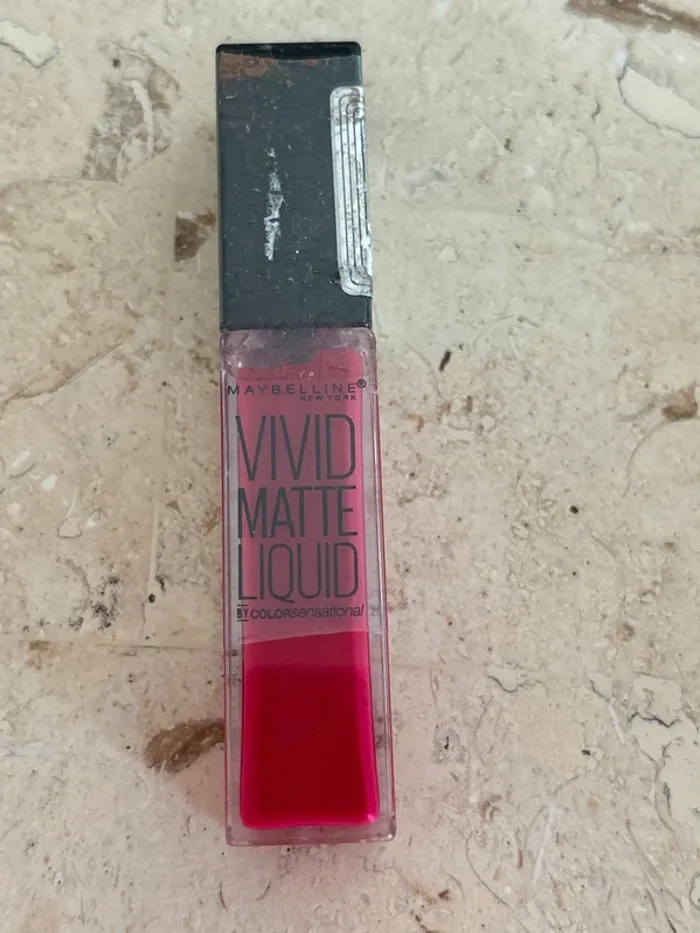 MAYBELLINE®
NEW YORK
VIVID
MATTE
LIQUID
BY COLORsensational